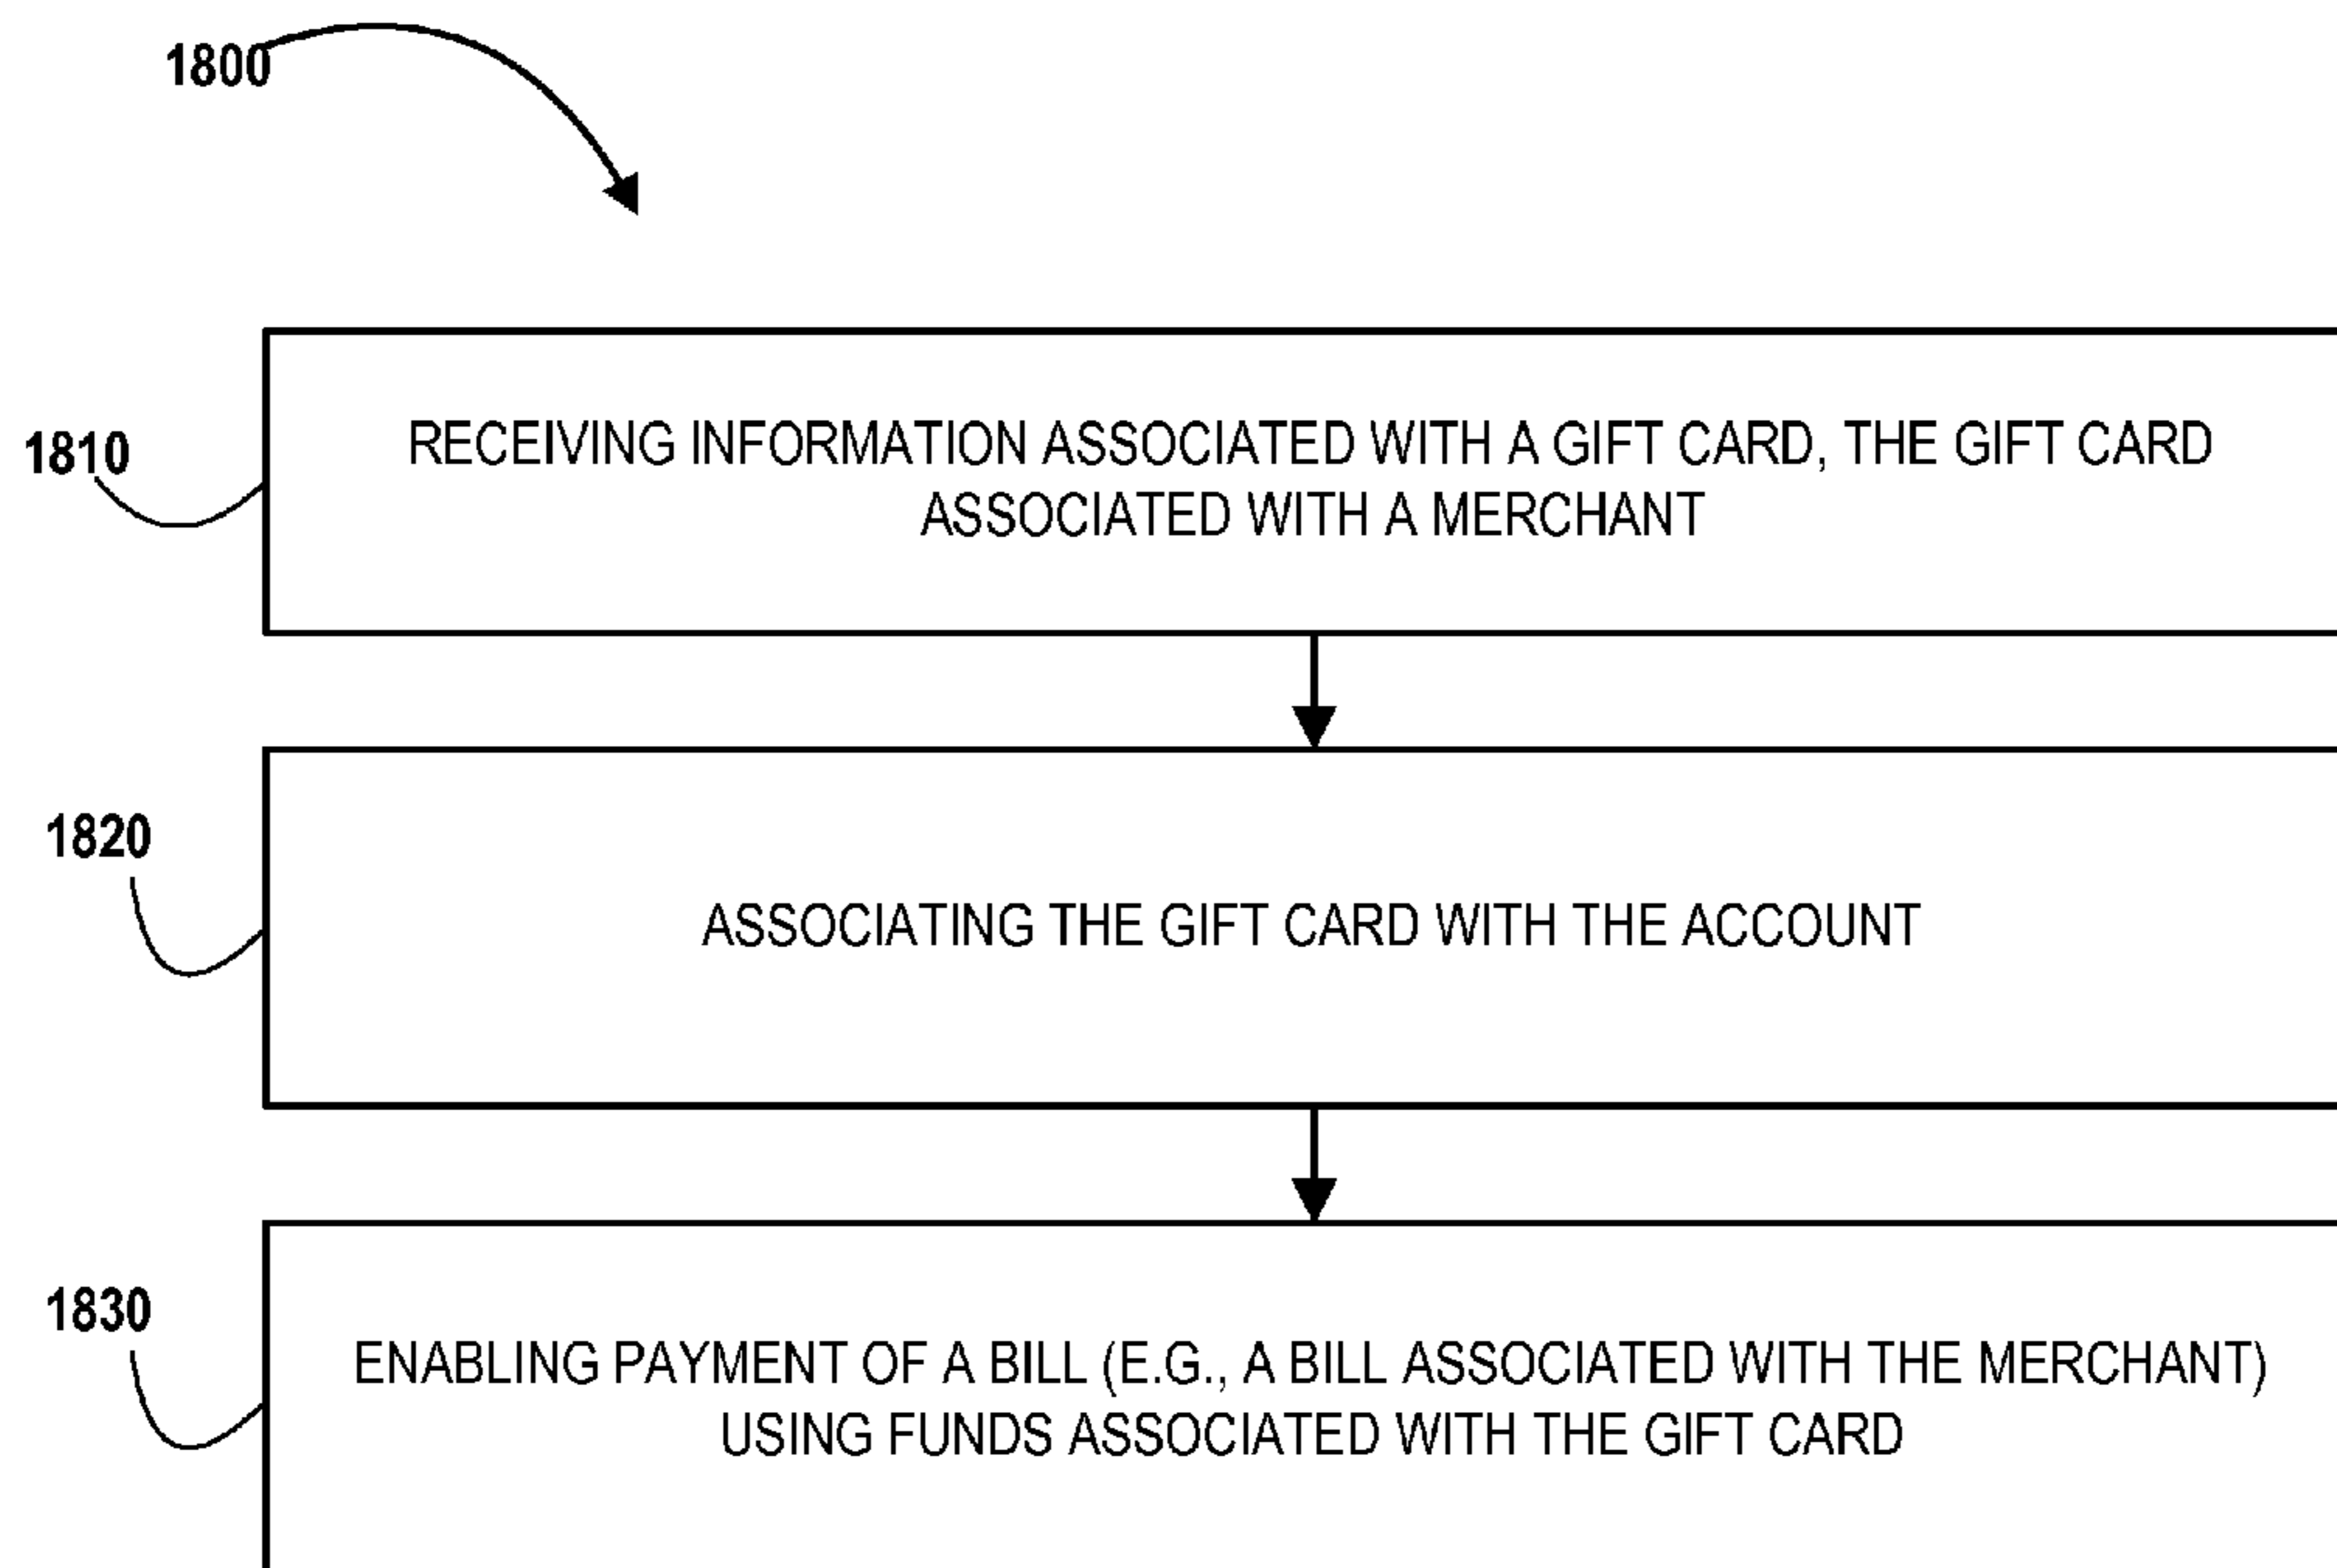 1800
1810
RECEIVING INFORMATION ASSOCIATED WITH A GIFT CARD, THE GIFT CARD
ASSOCIATED WITH A MERCHANT
1820
ASSOCIATING THE GIFT CARD WITH THE ACCOUNT
1830
ENABLING PAYMENT OF A BILL (E.G., A BILL ASSOCIATED WITH THE MERCHANT)
USING FUNDS ASSOCIATED WITH THE GIFT CARD